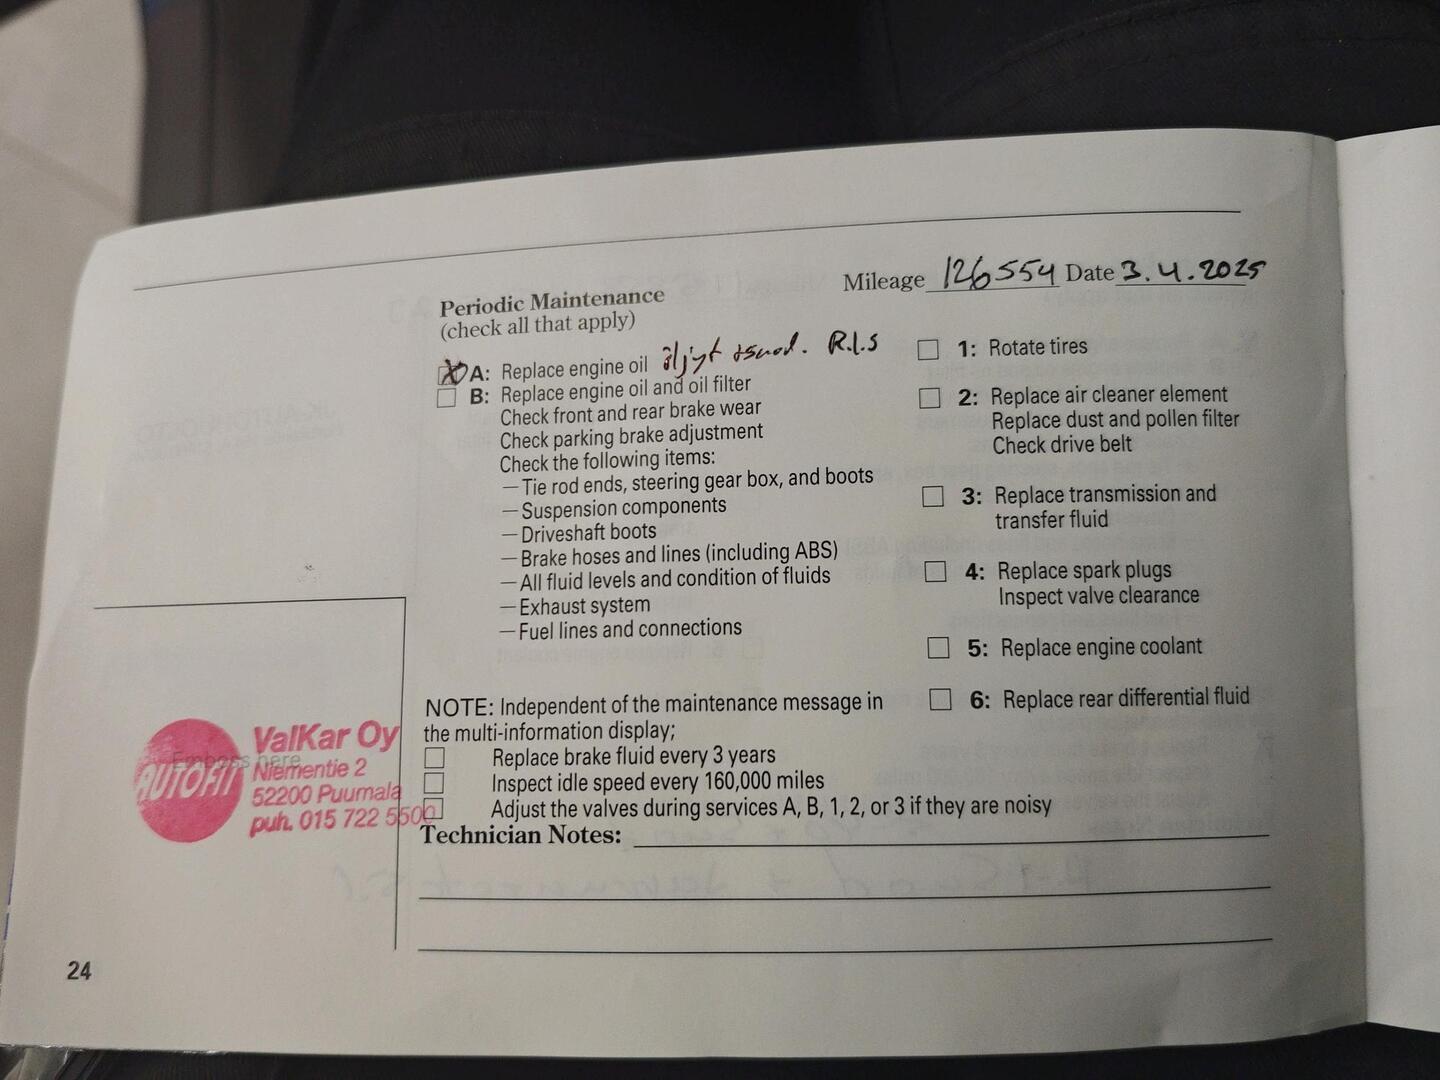 Mileage 126554 Date 3.4.2025
Periodic Maintenance
(check all that apply)
A: Replace engine oil öljyt R.I.S
B: Replace engine oil and oil filter
Check front and rear brake wear
Check parking brake adjustment
Check the following items:
—Tie rod ends, steering gear box, and boots
—Suspension components
—Driveshaft boots
—Brake hoses and lines (including ABS)
—All fluid levels and condition of fluids
—Exhaust system
—Fuel lines and connections
1: Rotate tires
2: Replace air cleaner element
Replace dust and pollen filter
Check drive belt
3: Replace transmission and
transfer fluid
4: Replace spark plugs
Inspect valve clearance
5: Replace engine coolant
6: Replace rear differential fluid
NOTE: Independent of the maintenance message in
the multi-information display;
Replace brake fluid every 3 years
Inspect idle speed every 160,000 miles
Adjust the valves during services A, B, 1, 2, or 3 if they are noisy
Technician Notes:
Emboss here
AUTOFIT
ValKar Oy
Niementie 2
52200 Puumala
puh. 015 722 5500
24